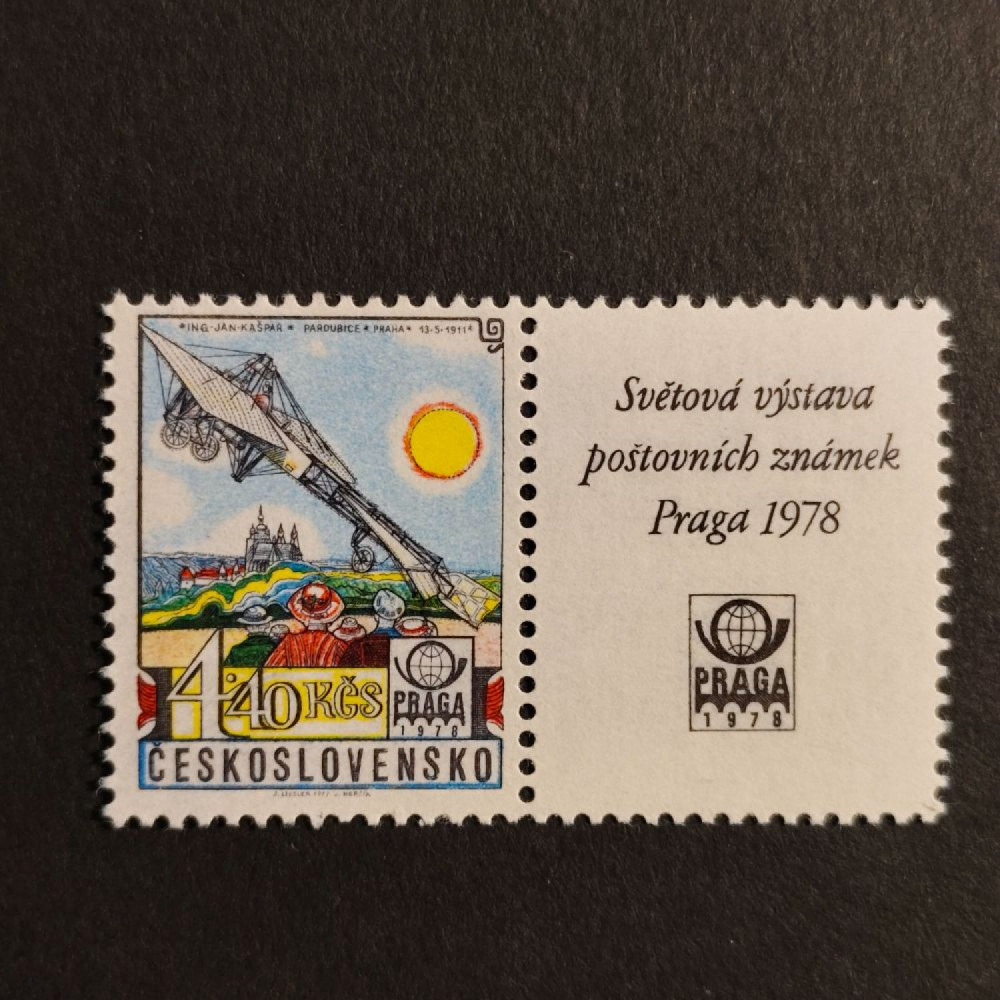 *ING-JAN-KAŠPAR * PARDUBICE * PRAHA * 13-5-1911*
4.40 KČS
PRAGA
1978
ČESKOSLOVENSKO
Světová výstava
poštovních známek
Praga 1978
PRAGA
1978